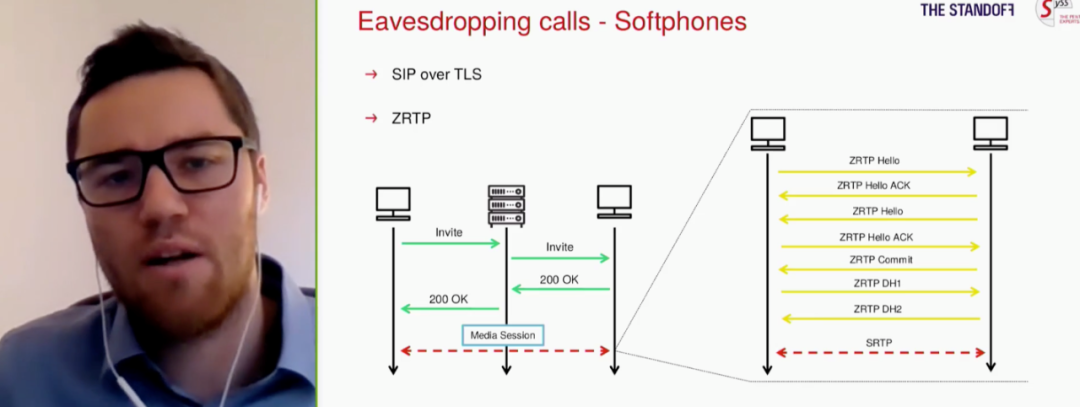 Eavesdropping calls - Softphones
THE STANDOFF
SySS
→ SIP over TLS
→ ZRTP
Invite
Invite
200 OK
200 OK
Media Session
ZRTP Hello
ZRTP Hello ACK
ZRTP Hello
ZRTP Hello ACK
ZRTP Commit
ZRTP DH1
ZRTP DH2
SRTP